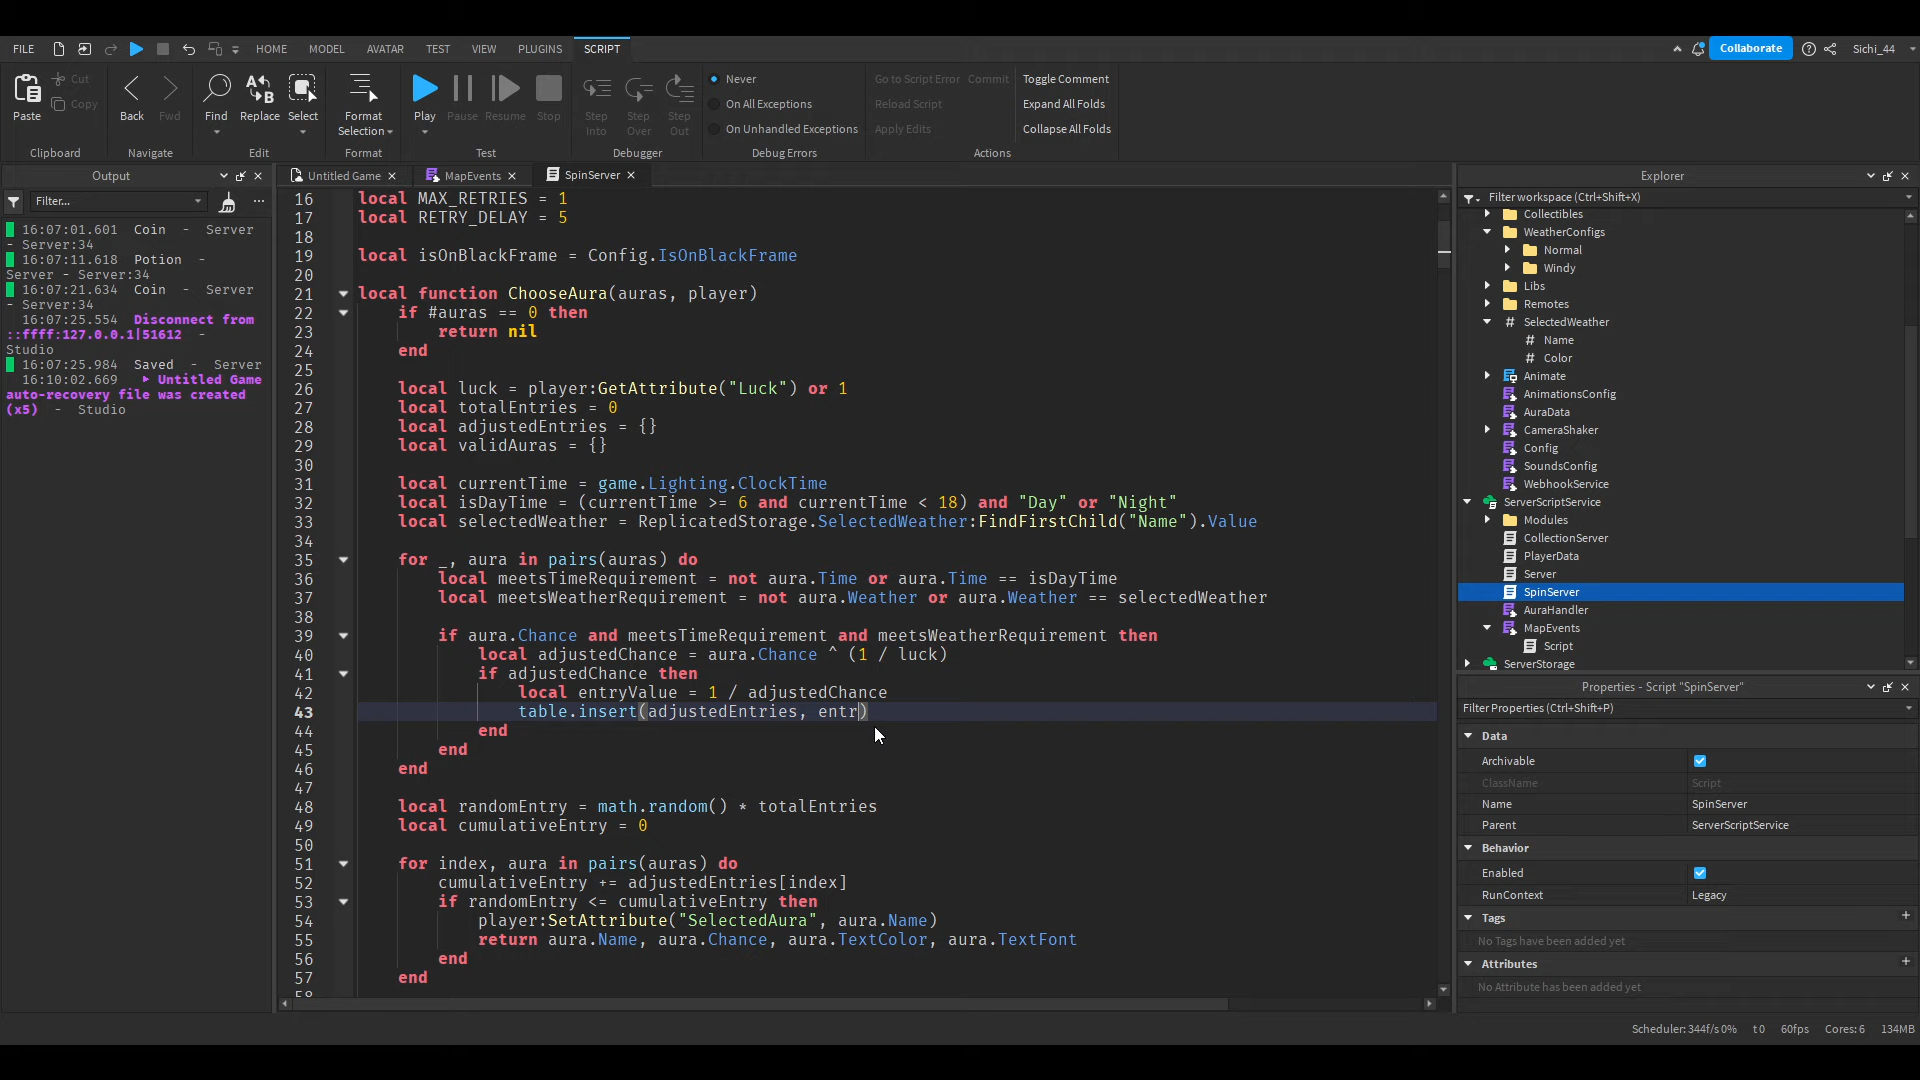 FILE HOME MODEL AVATAR TEST VIEW PLUGINS SCRIPT Collaborate Sichi_44
Paste
Cut
Copy
Clipboard
Back Fwd
Navigate
Find Replace Select
Edit
Format
Selection
Format
Play Pause Resume Stop
Test
Step
Into
Step
Over
Step
Out
Debugger
Never
On All Exceptions
On Unhandled Exceptions
Debug Errors
Go to Script Error Commit
Reload Script
Apply Edits
Toggle Comment
Expand All Folds
Collapse All Folds
Actions
Output
Filter...
16:07:01.601 Coin - Server
- Server:34
16:07:11.618 Potion -
Server - Server:34
16:07:21.634 Coin - Server
- Server:34
16:07:25.554 Disconnect from
::ffff:127.0.0.1|51612 -
Studio
16:07:25.984 Saved - Server
16:10:02.669 Untitled Game
auto-recovery file was created
(x5) - Studio
Untitled Game MapEvents SpinServer
16 local MAX_RETRIES = 1
17 local RETRY_DELAY = 5
18
19 local isOnBlackFrame = Config.IsOnBlackFrame
20
21 local function ChooseAura(auras, player)
22 if #auras == 0 then
23 return nil
24 end
25
26 local luck = player:GetAttribute("Luck") or 1
27 local totalEntries = 0
28 local adjustedEntries = {}
29 local validAuras = {}
30
31 local currentTime = game.Lighting.ClockTime
32 local isDayTime = (currentTime >= 6 and currentTime < 18) and "Day" or "Night"
33 local selectedWeather = ReplicatedStorage.SelectedWeather:FindFirstChild("Name").Value
34
35 for _, aura in pairs(auras) do
36 local meetsTimeRequirement = not aura.Time or aura.Time == isDayTime
37 local meetsWeatherRequirement = not aura.Weather or aura.Weather == selectedWeather
38
39 if aura.Chance and meetsTimeRequirement and meetsWeatherRequirement then
40 local adjustedChance = aura.Chance ^ (1 / luck)
41 if adjustedChance then
42 local entryValue = 1 / adjustedChance
43 table.insert(adjustedEntries, entr)
44 end
45 end
46 end
47
48 local randomEntry = math.random() * totalEntries
49 local cumulativeEntry = 0
50
51 for index, aura in pairs(auras) do
52 cumulativeEntry += adjustedEntries[index]
53 if randomEntry <= cumulativeEntry then
54 player:SetAttribute("SelectedAura", aura.Name)
55 return aura.Name, aura.Chance, aura.TextColor, aura.TextFont
56 end
57 end
58
Explorer
Filter workspace (Ctrl+Shift+X)
Collectibles
WeatherConfigs
Normal
Windy
Libs
Remotes
SelectedWeather
Name
Color
Animate
AnimationsConfig
AuraData
CameraShaker
Config
SoundsConfig
WebhookService
ServerScriptService
Modules
CollectionServer
PlayerData
Server
SpinServer
AuraHandler
MapEvents
Script
ServerStorage
Properties - Script "SpinServer"
Filter Properties (Ctrl+Shift+P)
Data
Archivable
ClassName Script
Name SpinServer
Parent ServerScriptService
Behavior
Enabled
RunContext Legacy
Tags
No Tags have been added yet
Attributes
No Attribute has been added yet
Scheduler: 344f/s 0% t 0 60fps Cores: 6 134MB